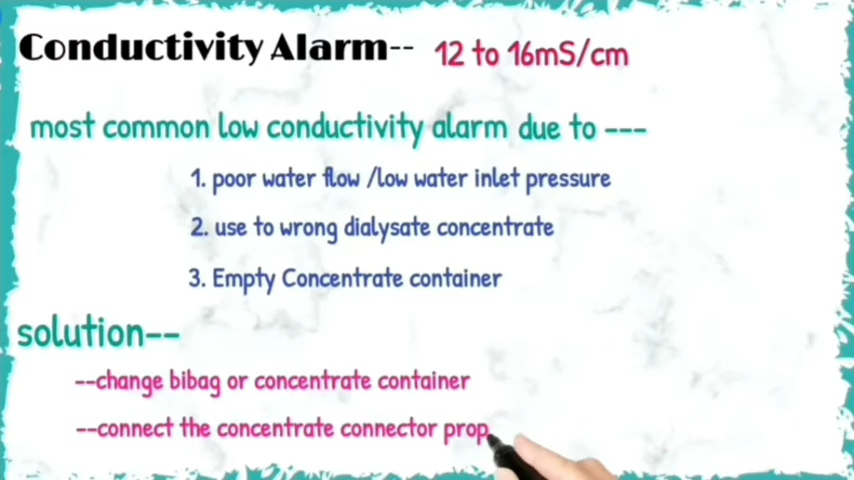 Conductivity Alarm-- 12 to 16mS/cm
most common low conductivity alarm due to ---
1. poor water flow /low water inlet pressure
2. use to wrong dialysate concentrate
3. Empty Concentrate container
solution--
--change bibag or concentrate container
--connect the concentrate connector prop